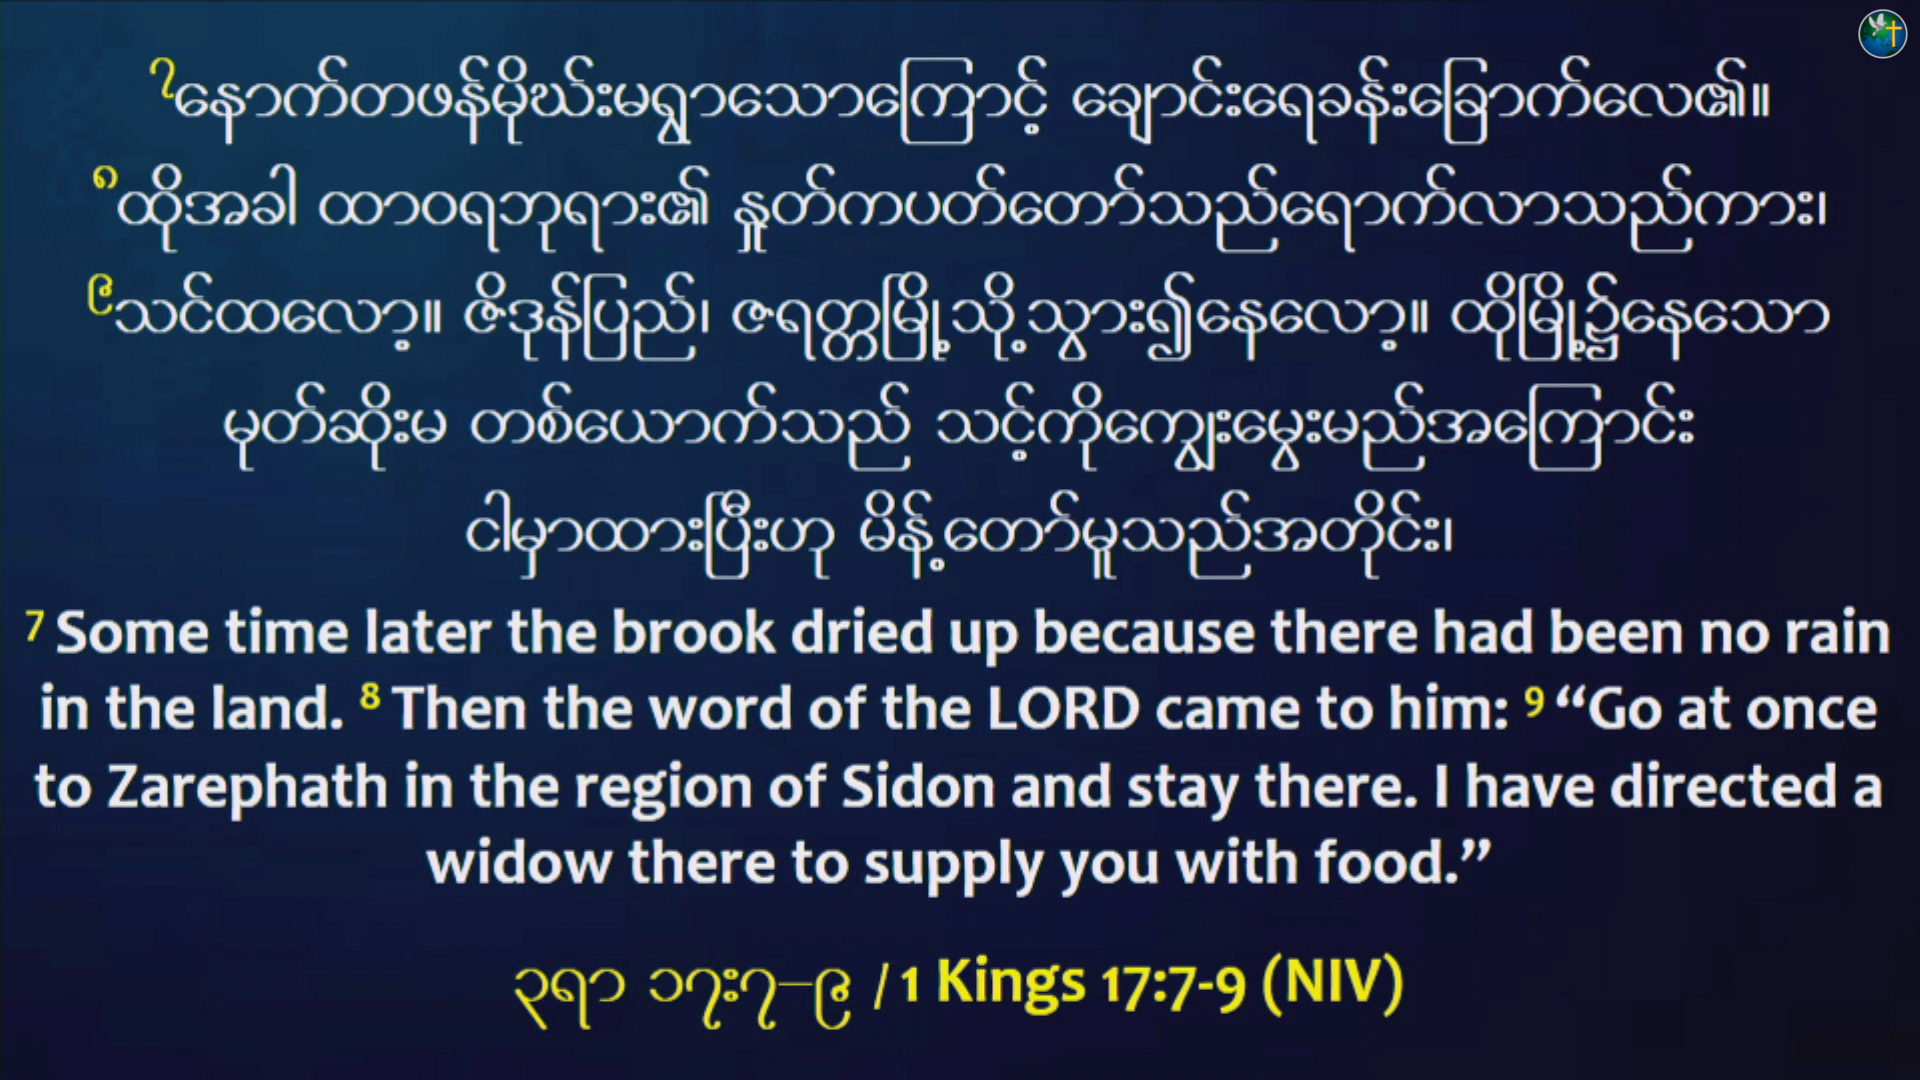 ၇နောက်တဖန်မိုဃ်းမရွာသောကြောင့် ချောင်းရေခန်းခြောက်လေ၏။
၈ထိုအခါ ထာဝရဘုရား၏ နှုတ်ကပတ်တော်သည်ရောက်လာသည်ကား၊
၉သင်ထလော့။ ဇိဒုန်ပြည်၊ ဇရတ္တမြို့သို့သွား၍နေလော့။ ထိုမြို့၌နေသော
မုတ်ဆိုးမ တစ်ယောက်သည် သင့်ကိုကျွေးမွေးမည်အကြောင်း
ငါမှာထားပြီးဟု မိန့်တော်မူသည်အတိုင်း၊
7 Some time later the brook dried up because there had been no rain
in the land. 8 Then the word of the LORD came to him: 9 “Go at once
to Zarephath in the region of Sidon and stay there. I have directed a
widow there to supply you with food.”
၃ရာ ၁၇း၇–၉ / 1 Kings 17:7-9 (NIV)